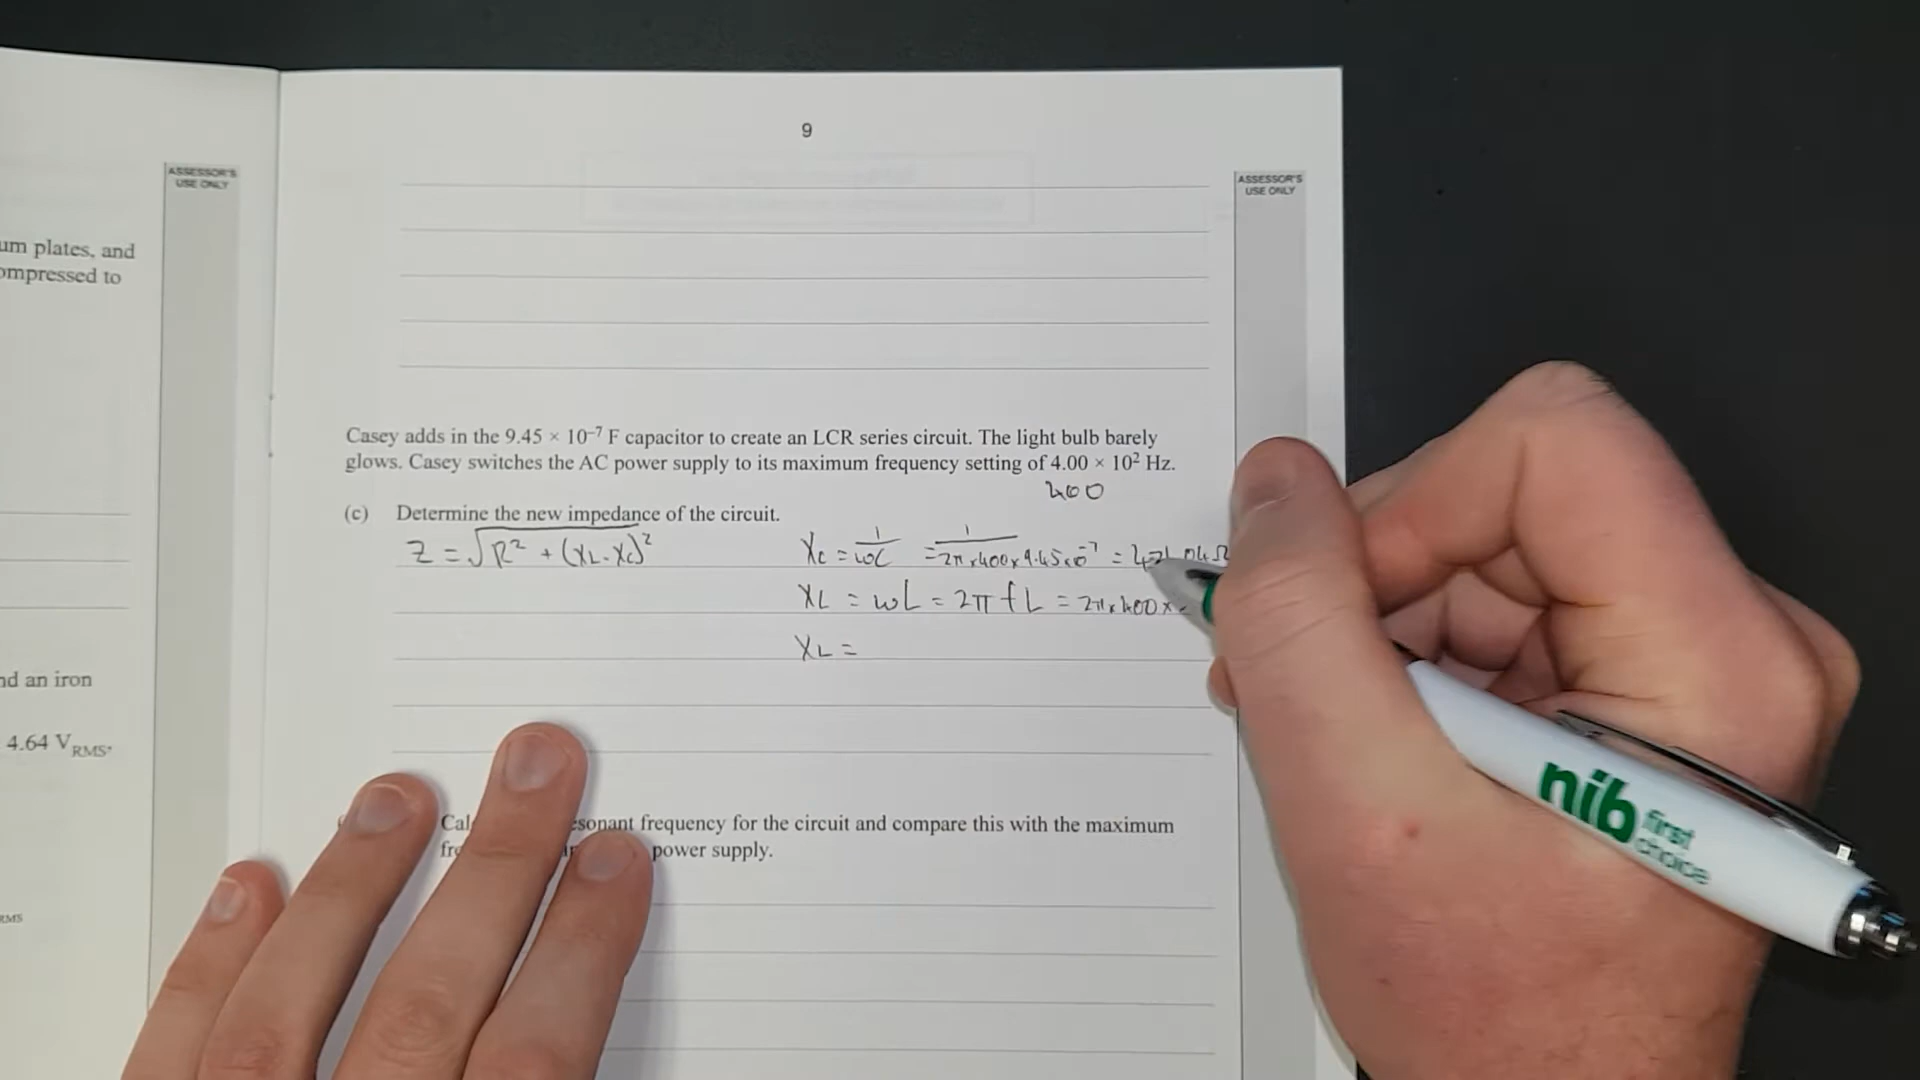 9
ASSESSOR'S
USE ONLY
ASSESSOR'S
USE ONLY
um plates, and
ompressed to
nd an iron
4.64 V RMS.
RMS
Casey adds in the 9.45 × 10⁻⁷ F capacitor to create an LCR series circuit. The light bulb barely
glows. Casey switches the AC power supply to its maximum frequency setting of 4.00 × 10² Hz.
400
(c) Determine the new impedance of the circuit.
Z = √R² + (XL - XC)²
XC = 1/ωC = 1/2π×400×9.45×10⁻⁷ =
XL = ωL = 2π f L = 2π×400×
XL =
esonant frequency for the circuit and compare this with the maximum
power supply.
nib first
choice